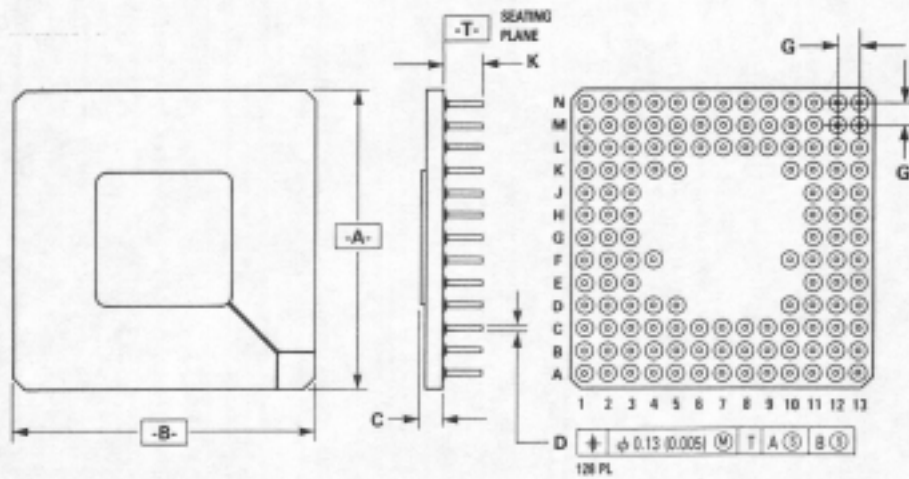 -T- SEATING
PLANE
K
G
N
M
L
K
J
H
G
F
E
D
C
B
A
G
-A-
-B-
C
1 2 3 4 5 6 7 8 9 10 11 12 13
D ⌖ ϕ 0.13 (0.005) Ⓜ T A Ⓢ B Ⓢ
128 PL